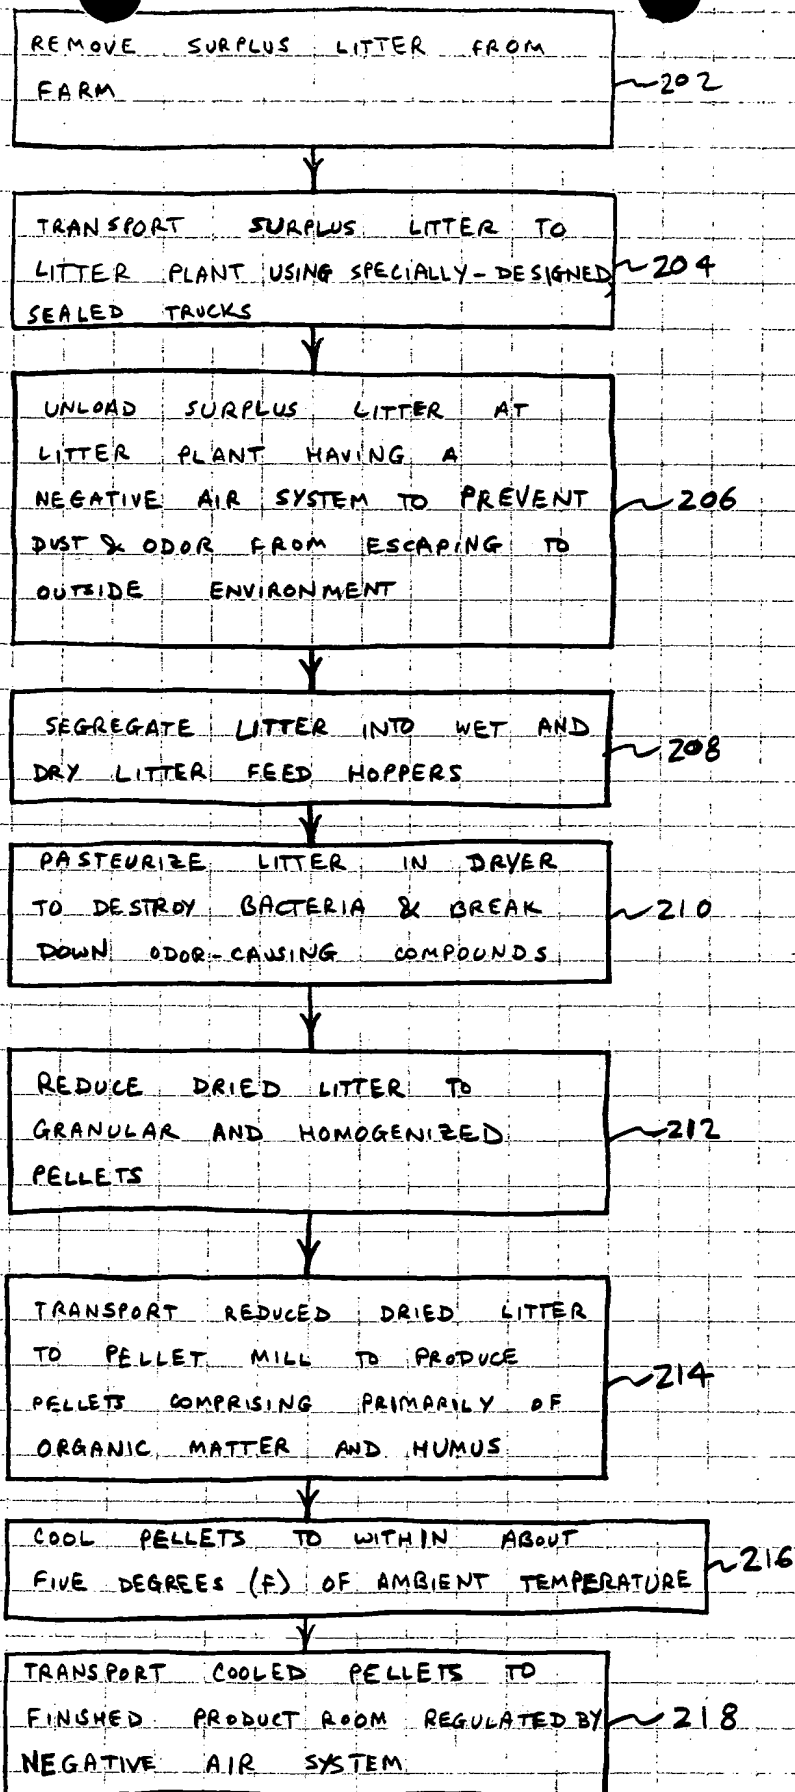 REMOVE SURPLUS LITTER FROM
FARM
202
TRANSPORT SURPLUS LITTER TO
LITTER PLANT USING SPECIALLY-DESIGNED,
SEALED TRUCKS
204
UNLOAD SURPLUS LITTER AT
LITTER PLANT HAVING A
NEGATIVE AIR SYSTEM TO PREVENT
DUST & ODOR FROM ESCAPING TO
OUTSIDE ENVIRONMENT
206
SEGREGATE LITTER INTO WET AND
DRY LITTER FEED HOPPERS
208
PASTEURIZE LITTER IN DRYER
TO DESTROY BACTERIA & BREAK
DOWN ODOR-CAUSING COMPOUNDS
210
REDUCE DRIED LITTER TO
GRANULAR AND HOMOGENIZED
PELLETS
212
TRANSPORT REDUCED DRIED LITTER
TO PELLET MILL TO PRODUCE
PELLETS COMPRISING PRIMARILY OF
ORGANIC MATTER AND HUMUS
214
COOL PELLETS TO WITHIN ABOUT
FIVE DEGREES (F) OF AMBIENT TEMPERATURE
216
TRANSPORT COOLED PELLETS TO
FINISHED PRODUCT ROOM REGULATED BY
NEGATIVE AIR SYSTEM
218